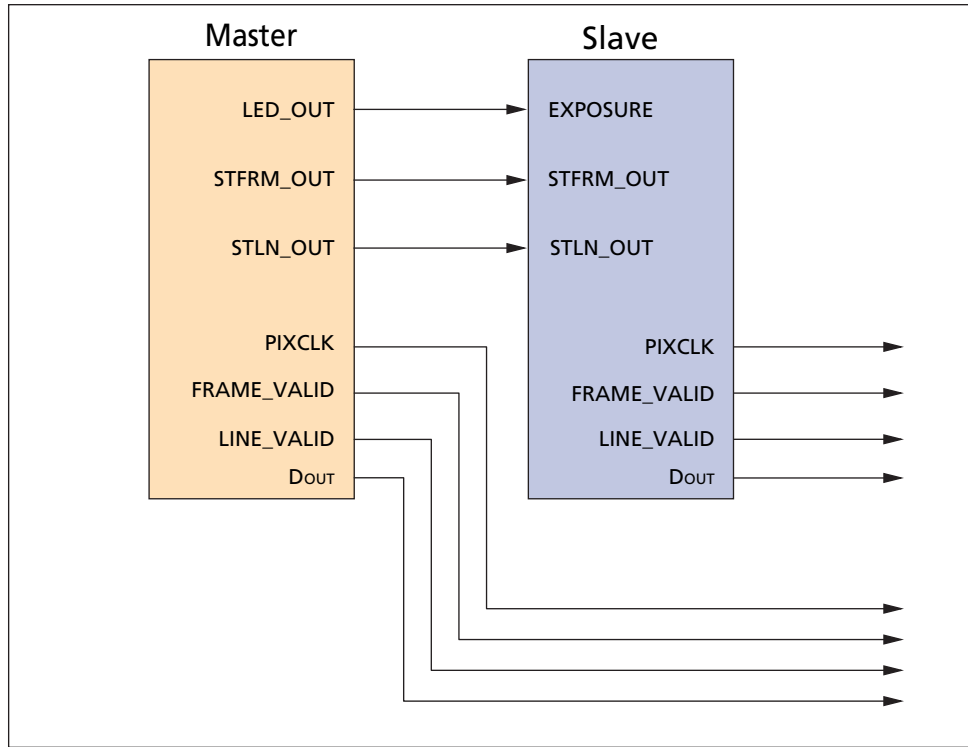 Master
Slave
LED_OUT
STFRM_OUT
STLN_OUT
PIXCLK
FRAME_VALID
LINE_VALID
DOUT
EXPOSURE
STFRM_OUT
STLN_OUT
PIXCLK
FRAME_VALID
LINE_VALID
DOUT